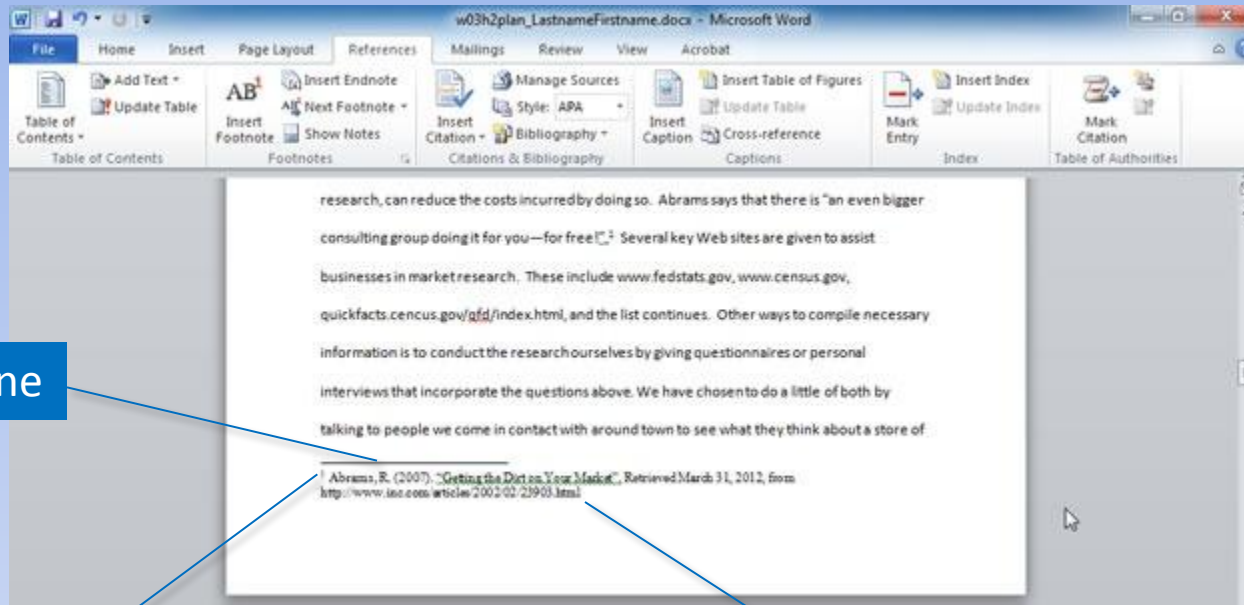 w03h2plan_LastnameFirstname.docx - Microsoft Word
File Home Insert Page Layout References Mailings Review View Acrobat
Table of Contents
Add Text
Update Table
AB¹ Insert Footnote
Insert Endnote
Next Footnote
Show Notes
Insert Citation
Manage Sources
Style: APA
Bibliography
Insert Caption
Insert Table of Figures
Update Table
Cross-reference
Mark Entry
Insert Index
Update Index
Mark Citation
Table of Contents Footnotes Citations & Bibliography Captions Index Table of Authorities
research, can reduce the costs incurred by doing so. Abrams says that there is "an even bigger
consulting group doing it for you—for free!".¹ Several key Web sites are given to assist
businesses in market research. These include www.fedstats.gov, www.census.gov,
quickfacts.cencus.gov/qfd/index.html, and the list continues. Other ways to compile necessary
information is to conduct the research ourselves by giving questionnaires or personal
interviews that incorporate the questions above. We have chosen to do a little of both by
talking to people we come in contact with around town to see what they think about a store of
ne
¹ Abrams, R. (2007). "Getting the Dirt on Your Market", Retrieved March 31, 2012, from
http://www.inc.com/articles/2002/02/23903.html